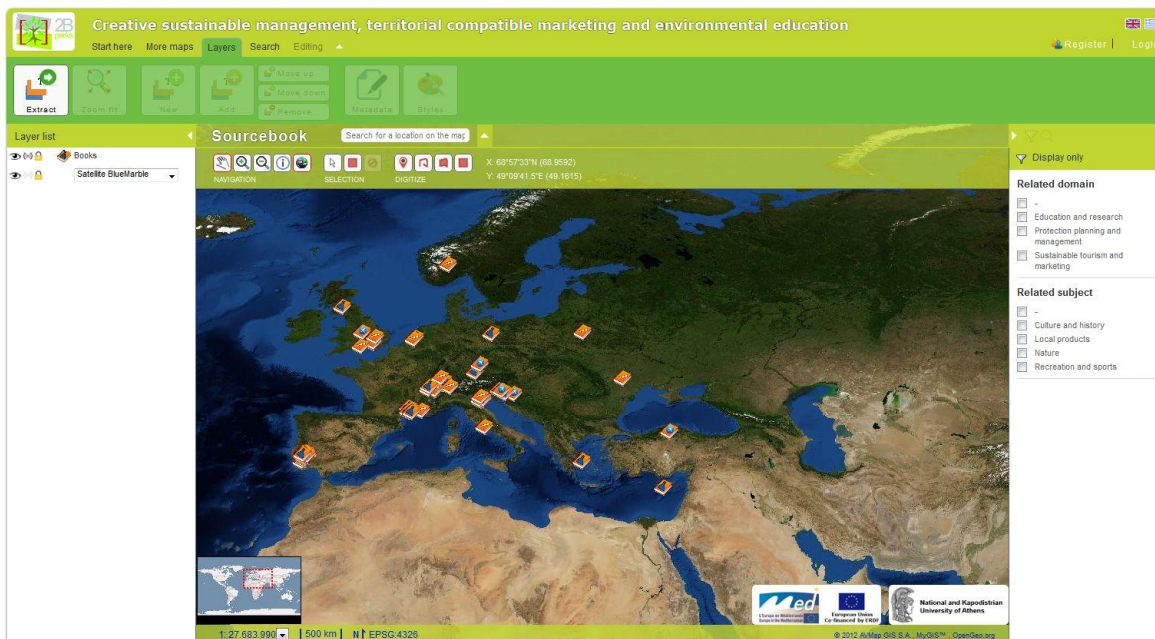 2B
parks
Creative sustainable management, territorial compatible marketing and environmental education
Start here More maps Layers Search Editing
Register | Login
Extract
Zoom fit
New
Add
Move up
Move down
Remove
Metadata
Styles
Layer list
Books
Satellite BlueMarble
Sourcebook
Search for a location on the map
NAVIGATION
SELECTION
DIGITIZE
X: 68°57'33"N (68.9592)
Y: 49°09'41.5"E (49.1615)
Display only
Related domain
-
Education and research
Protection planning and
management
Sustainable tourism and
marketing
Related subject
-
Culture and history
Local products
Nature
Recreation and sports
Med
European Union
Co-financed by ERDF
National and Kapodistrian
University of Athens
1: 27.683.990
500 km
N EPSG:4326
© 2012 AVMap GIS S.A., MyGIS™, OpenGeo.org